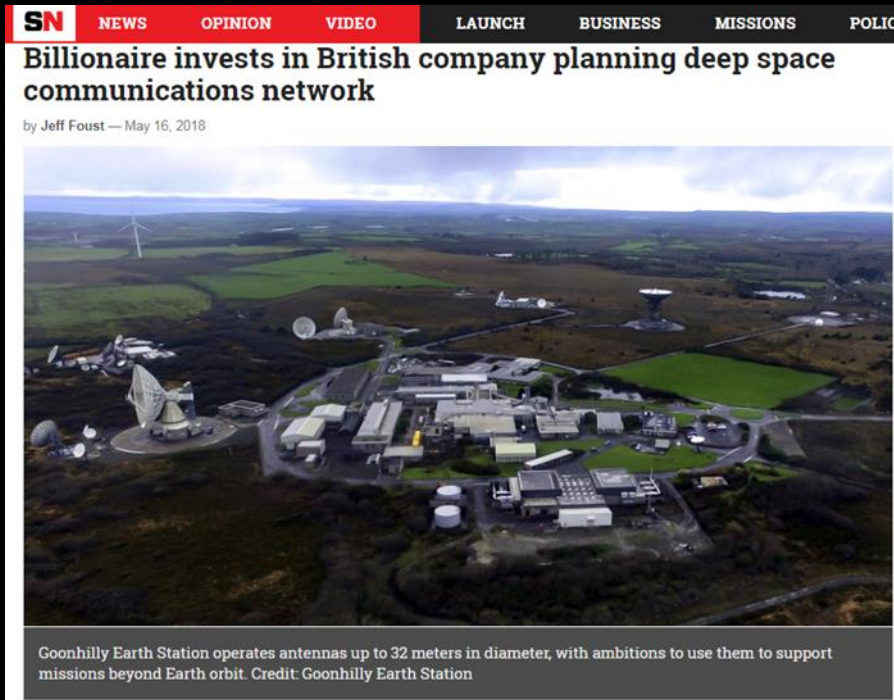 SN NEWS OPINION VIDEO LAUNCH BUSINESS MISSIONS
Billionaire invests in British company planning deep space
communications network
by Jeff Foust — May 16, 2018
Goonhilly Earth Station operates antennas up to 32 meters in diameter, with ambitions to use them to support
missions beyond Earth orbit. Credit: Goonhilly Earth Station